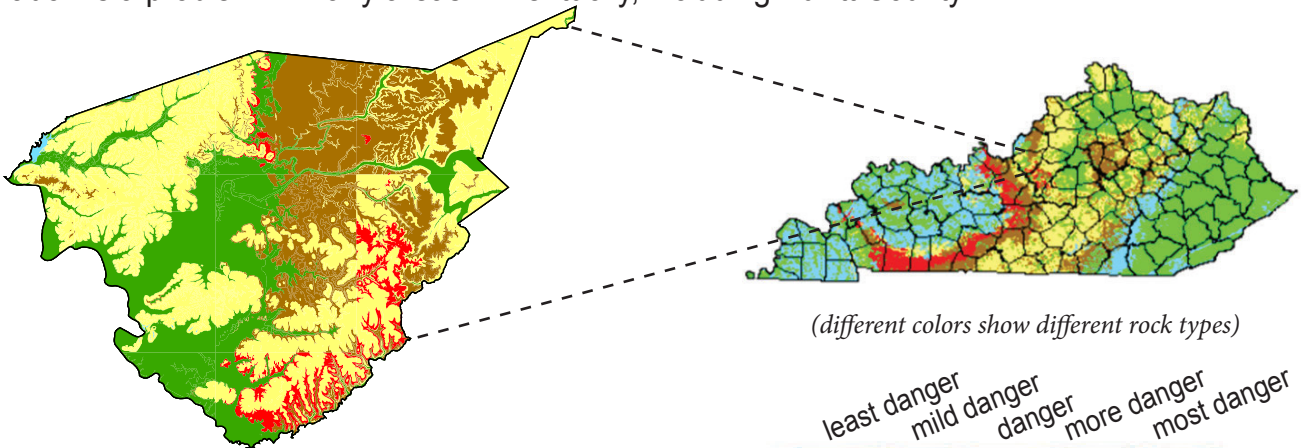 (different colors show different rock types)
least danger
mild danger
danger
more danger
most danger